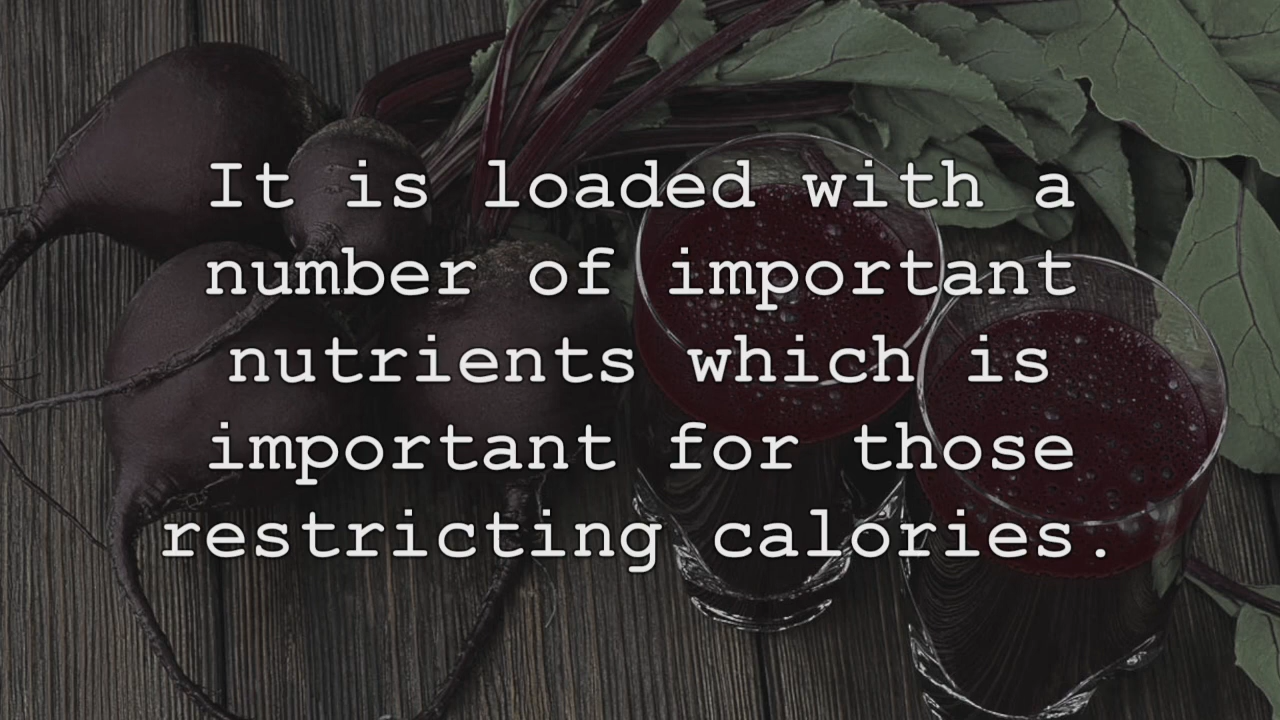 It is loaded with a
number of important
nutrients which is
important for those
restricting calories.